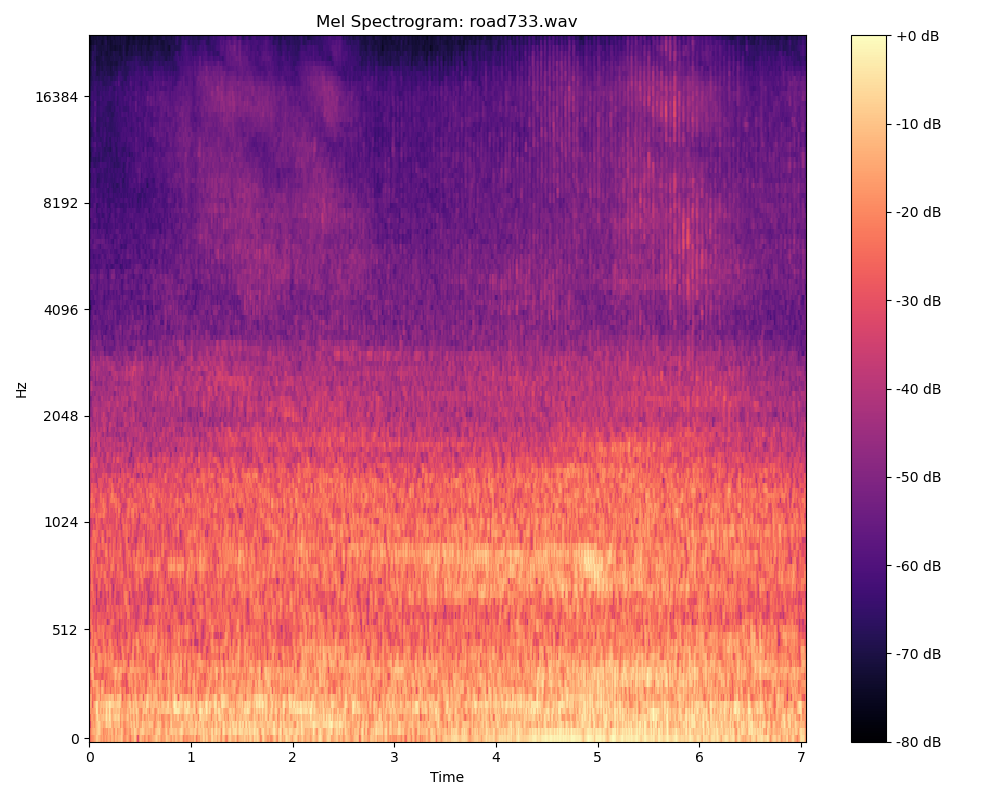 Mel Spectrogram: road733.wav
+0 dB
16384
-10 dB
8192
-20 dB
4096
-30 dB
Hz
2048
-40 dB
-50 dB
1024
-60 dB
512
-70 dB
0
-80 dB
0 1 2 3 4 5 6 7
Time